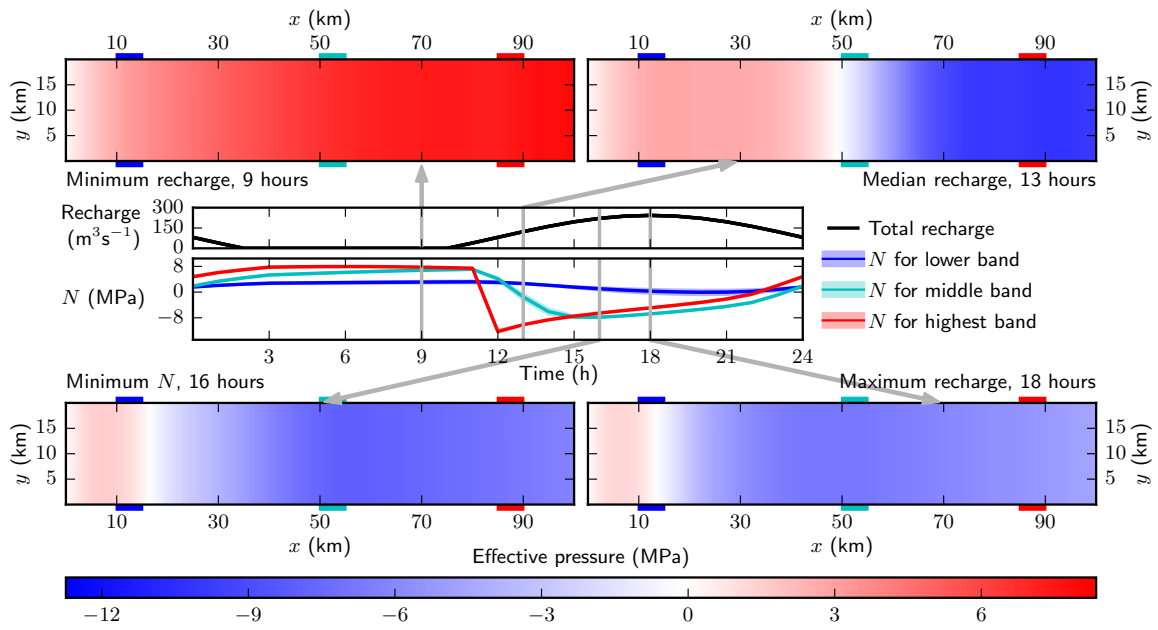 x (km) x (km)
10 30 50 70 90 10 30 50 70 90
y (km) 15 10 5 15 10 5 y (km)
Minimum recharge, 9 hours Median recharge, 13 hours
Recharge (m³s⁻¹) 300 150 0
N (MPa) 8 0 −8
3 6 9 12 15 18 21 24
Time (h)
Total recharge
N for lower band
N for middle band
N for highest band
Minimum N, 16 hours Maximum recharge, 18 hours
y (km) 15 10 5 15 10 5 y (km)
10 30 50 70 90 10 30 50 70 90
x (km) x (km)
Effective pressure (MPa)
−12 −9 −6 −3 0 3 6